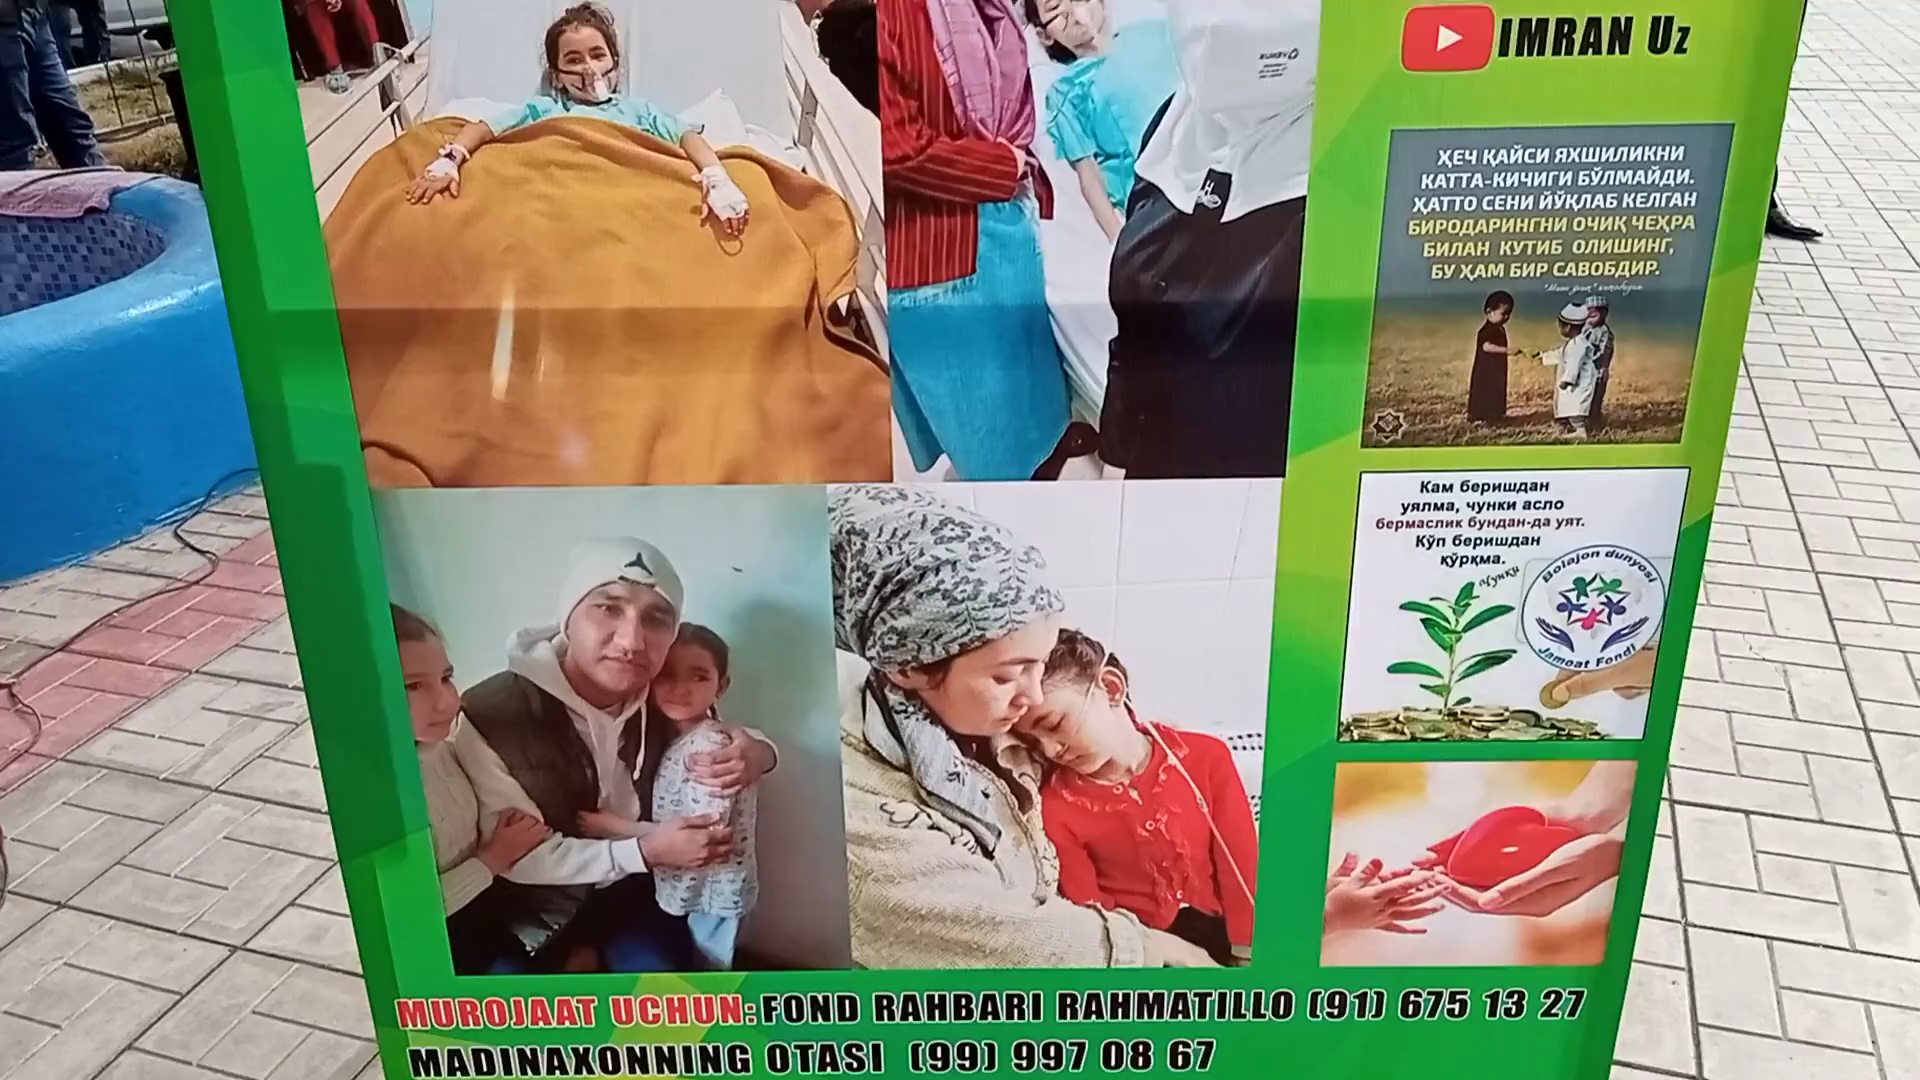 IMRAN Uz
ҲЕЧ ҚАЙСИ ЯХШИЛИКНИ
КАТТА-КИЧИГИ БЎЛМАЙДИ.
ҲАТТО СЕНИ ЙЎҚЛАБ КЕЛГАН
БИРОДАРИНГНИ ОЧИҚ ЧЕҲРА
БИЛАН КУТИБ ОЛИШИНГ,
БУ ҲАМ БИР САВОБДИР.
Кам беришдан
уялма, чунки асло
бермаслик бундан-да уят.
Кўп беришдан
қўрқма.
чунки
Bolajon dunyosi
Jamoat Fondi
MUROJAAT UCHUN: FOND RAHBARI RAHMATILLO (91) 675 13 27
MADINAXONNING OTASI (99) 997 08 67